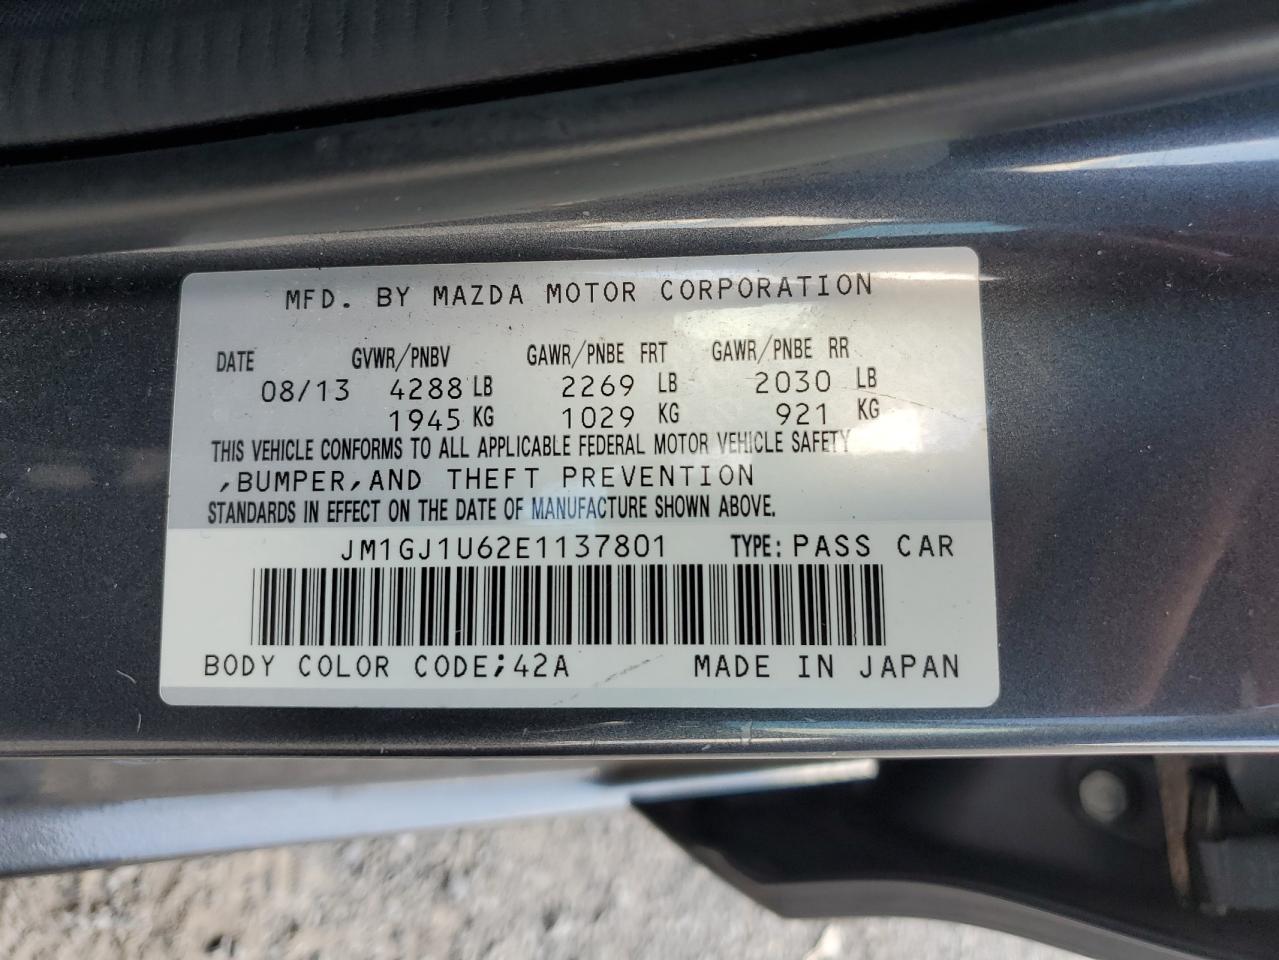 MFD. BY MAZDA MOTOR CORPORATION
DATE GVWR/PNBV GAWR/PNBE FRT GAWR/PNBE RR
08/13 4288 LB 2269 LB 2030 LB
1945 KG 1029 KG 921 KG
THIS VEHICLE CONFORMS TO ALL APPLICABLE FEDERAL MOTOR VEHICLE SAFETY
,BUMPER,AND THEFT PREVENTION
STANDARDS IN EFFECT ON THE DATE OF MANUFACTURE SHOWN ABOVE.
JM1GJ1U62E1137801 TYPE: PASS CAR
BODY COLOR CODE;42A MADE IN JAPAN